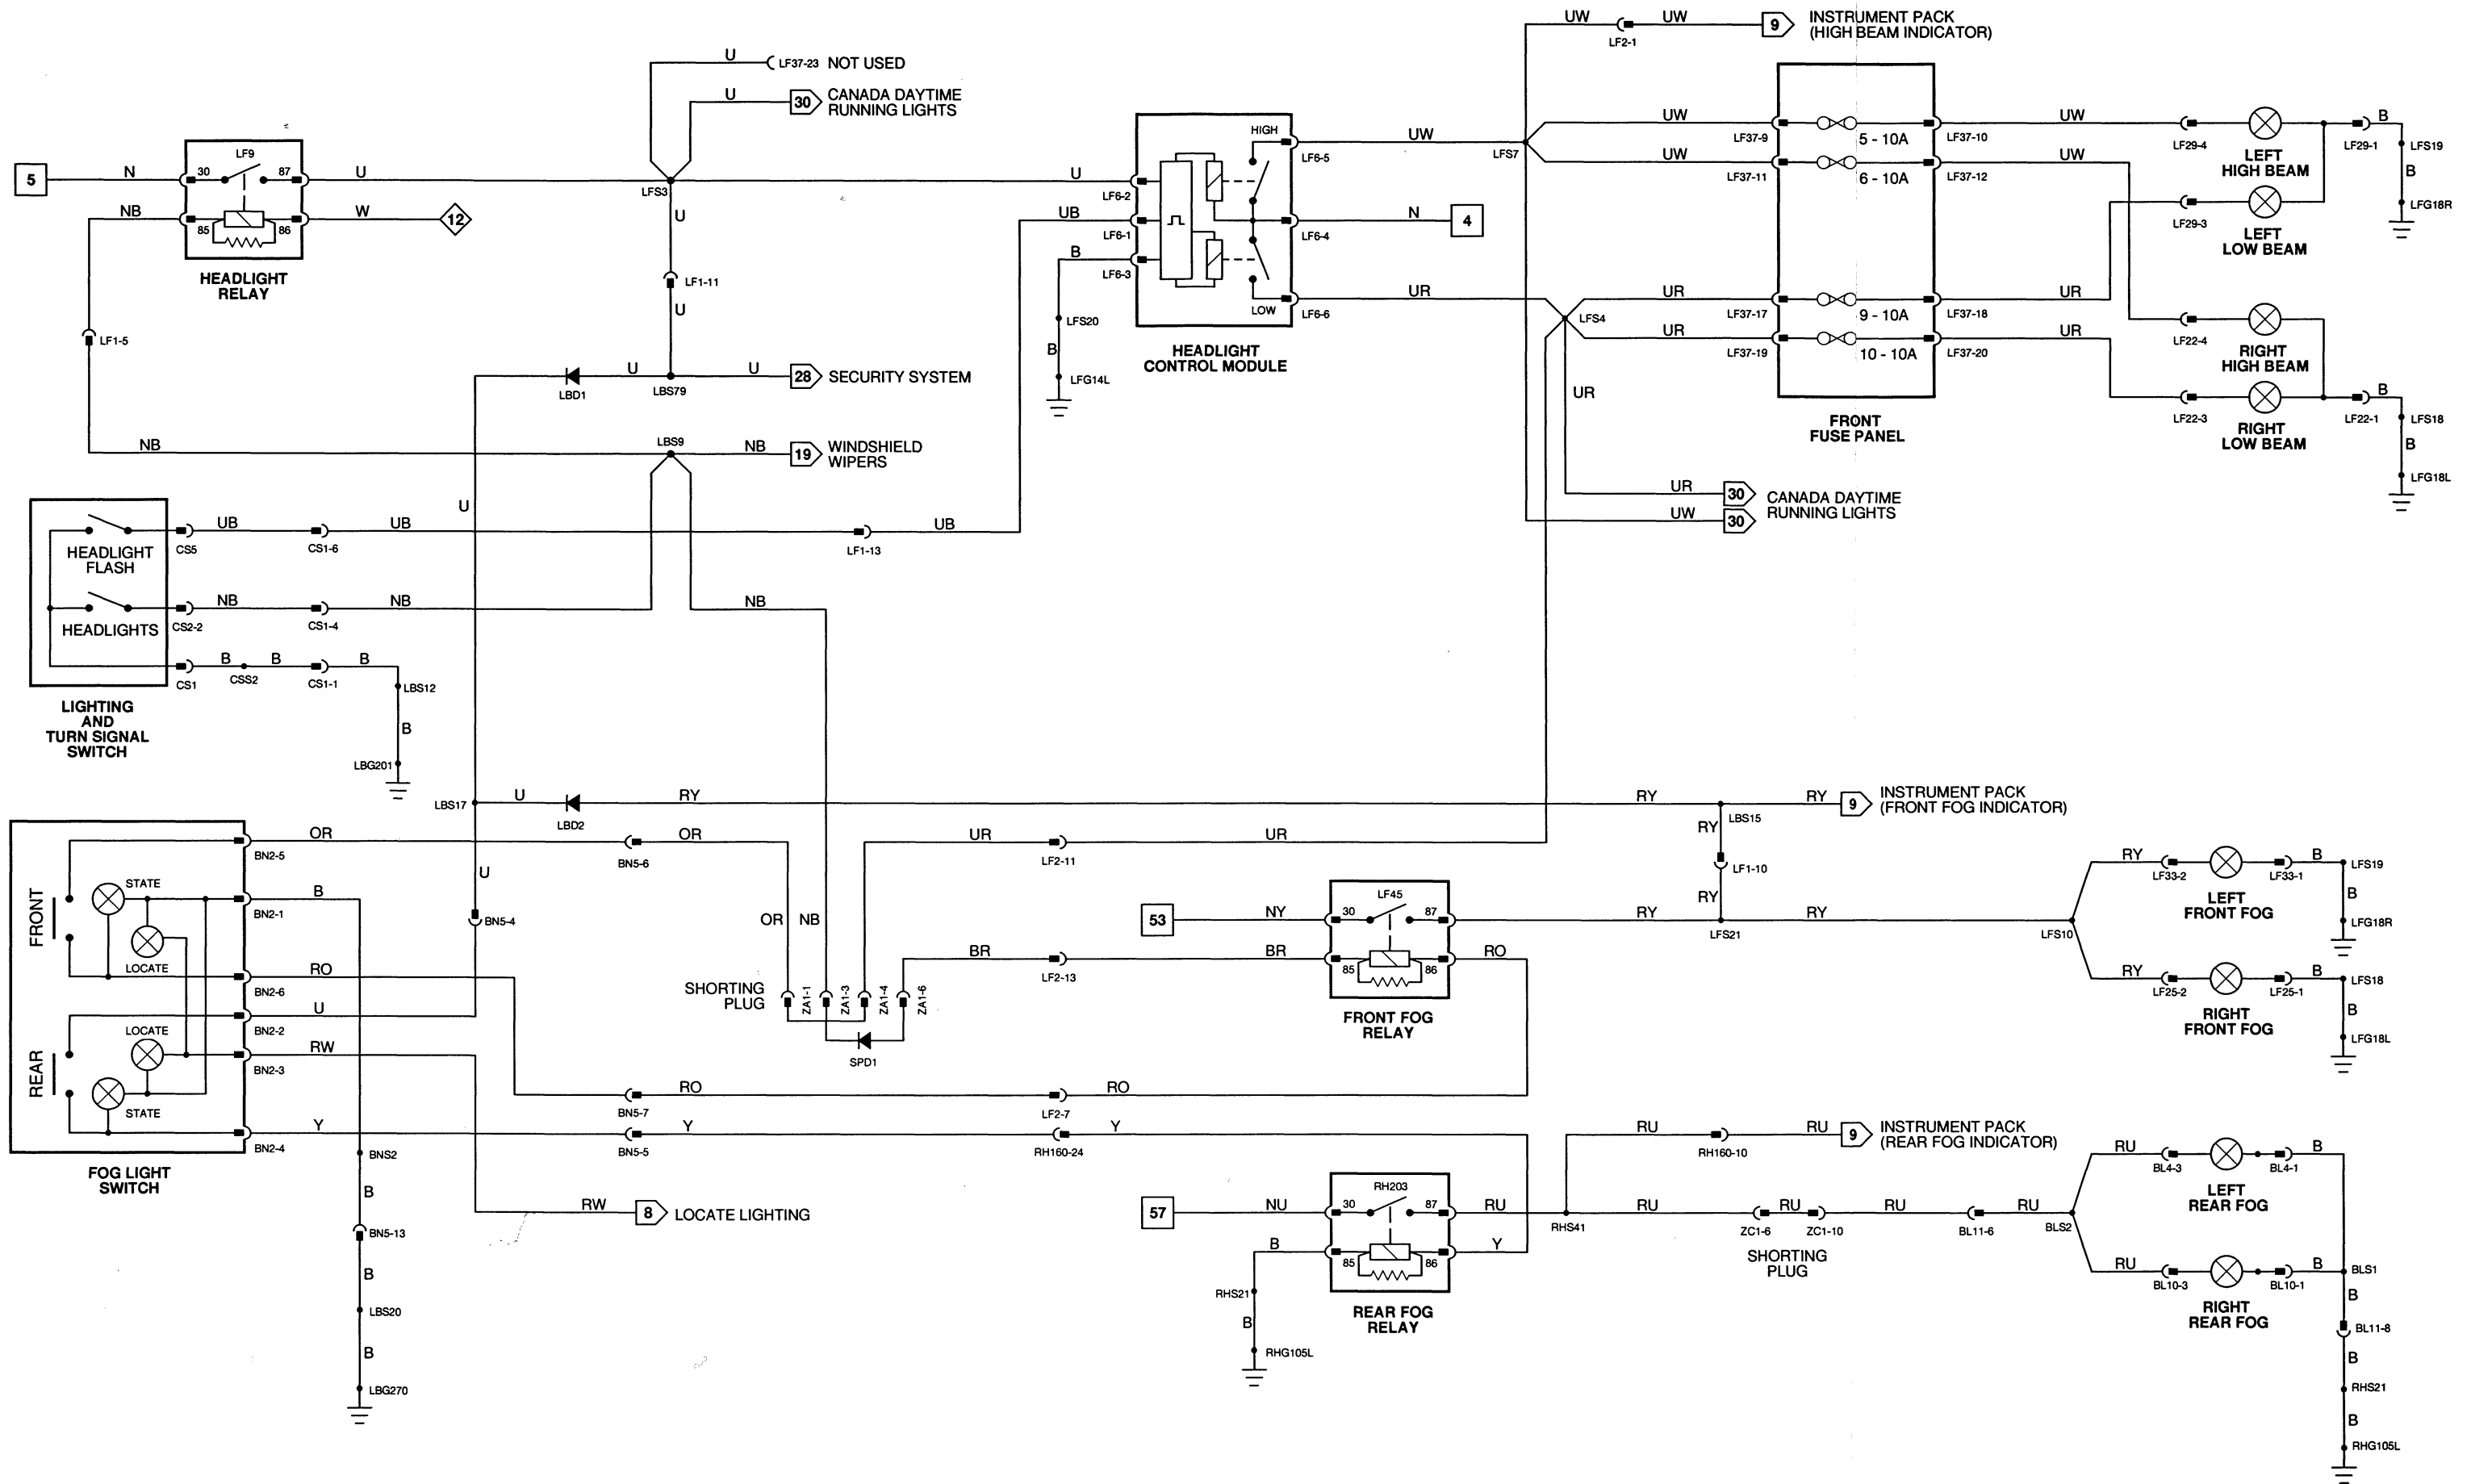 UW
UW
9
INSTRUMENT PACK
(HIGH BEAM INDICATOR)
LF2-1
U
LF37-23
NOT USED
U
30
CANADA DAYTIME
RUNNING LIGHTS
5
N
LF9
30
87
U
LFS3
U
LF6-2
HIGH
LF6-5
UW
LFS7
UW
LF37-9
5 - 10A
LF37-10
UW
LF29-4
LEFT
HIGH BEAM
LF29-1
B
LFS19
B
LFG18R
UW
LF37-11
6 - 10A
LF37-12
UW
NB
85
86
W
12
HEADLIGHT
RELAY
U
LF1-11
U
UB
LF6-1
B
LF6-3
LF6-4
N
4
LF29-3
LEFT
LOW BEAM
LFS20
B
LFG14L
LOW
LF6-6
UR
LFS4
UR
LF37-17
9 - 10A
LF37-18
UR
UR
LF37-19
10 - 10A
LF37-20
UR
LF22-4
RIGHT
HIGH BEAM
HEADLIGHT
CONTROL MODULE
LF1-5
LBD1
U
LBS79
U
28
SECURITY SYSTEM
UR
FRONT
FUSE PANEL
LF22-3
RIGHT
LOW BEAM
LF22-1
B
LFS18
B
LFG18L
NB
LBS9
NB
19
WINDSHIELD
WIPERS
UR
30
UW
30
CANADA DAYTIME
RUNNING LIGHTS
U
HEADLIGHT
FLASH
CS5
UB
CS1-6
UB
LF1-13
UB
HEADLIGHTS
CS2-2
NB
CS1-4
NB
NB
CS1
B
CSS2
B
CS1-1
B
LBS12
B
LBG201
LIGHTING
AND
TURN SIGNAL
SWITCH
LBS17
U
LBD2
RY
RY
LBS15
RY
9
INSTRUMENT PACK
(FRONT FOG INDICATOR)
RY
LF1-10
RY
BN2-5
OR
BN5-6
OR
UR
LF2-11
UR
FRONT
STATE
LOCATE
BN2-1
B
BN2-6
RO
U
BN5-4
OR
NB
53
NY
LF45
30
87
RY
LFS21
RY
LFS10
RY
LF33-2
LEFT
FRONT FOG
LF33-1
B
LFS19
B
LFG18R
BR
LF2-13
BR
85
86
RO
FRONT FOG
RELAY
RY
LF25-2
RIGHT
FRONT FOG
LF25-1
B
LFS18
B
LFG18L
SHORTING
PLUG
ZA1-1
ZA1-3
ZA1-4
ZA1-6
SPD1
REAR
LOCATE
STATE
BN2-2
U
BN2-3
RW
BN2-4
Y
FOG LIGHT
SWITCH
BN5-7
RO
LF2-7
RO
BN5-5
Y
RH160-24
Y
BNS2
B
BN5-13
B
LBS20
B
LBG270
RW
8
LOCATE LIGHTING
57
NU
RH203
30
87
RU
RHS41
RU
RH160-10
RU
9
INSTRUMENT PACK
(REAR FOG INDICATOR)
RU
ZC1-6
RU
ZC1-10
SHORTING
PLUG
RU
BL11-6
RU
BLS2
RU
BL4-3
LEFT
REAR FOG
BL4-1
B
B
85
86
Y
REAR FOG
RELAY
RHS21
B
RHG105L
RU
BL10-3
RIGHT
REAR FOG
BL10-1
B
BLS1
B
BL11-8
B
RHS21
B
RHG105L